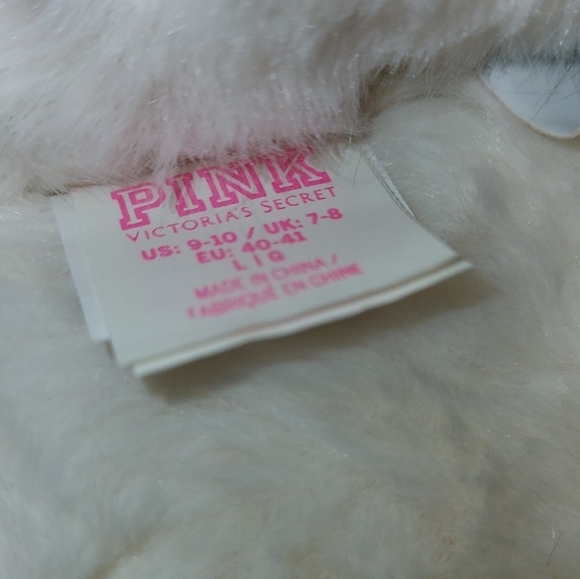 PINK
VICTORIA'S SECRET
US: 9-10 / UK: 7-8
EU: 40-41
L | G
MADE IN CHINA /
FABRIQUÉ EN CHINE